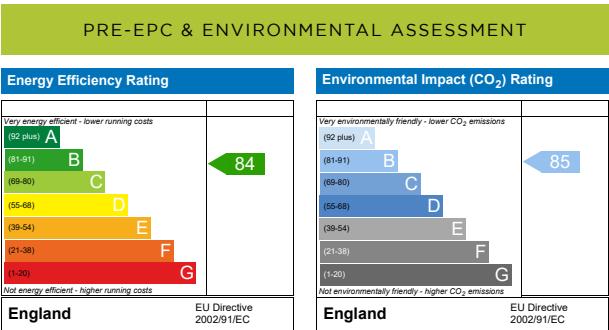 PRE-EPC & ENVIRONMENTAL ASSESSMENT
Energy Efficiency Rating
Very energy efficient - lower running costs
(92 plus) A
(81-91) B
84
(69-80) C
(55-68) D
(39-54) E
(21-38) F
(1-20) G
Not energy efficient - higher running costs
England
EU Directive
2002/91/EC
Environmental Impact (CO2) Rating
Very environmentally friendly - lower CO2 emissions
(92 plus) A
(81-91) B
85
(69-80) C
(55-68) D
(39-54) E
(21-38) F
(1-20) G
Not environmentally friendly - higher CO2 emissions
England
EU Directive
2002/91/EC